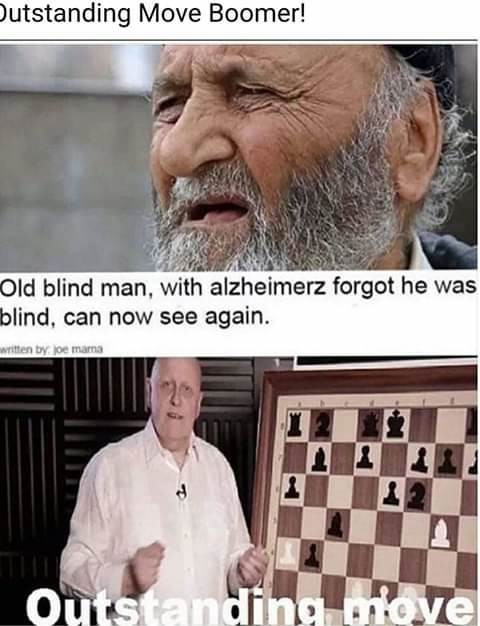 Outstanding Move Boomer!
Old blind man, with alzheimerz forgot he was
blind, can now see again.
written by: joe mama
Outstanding move